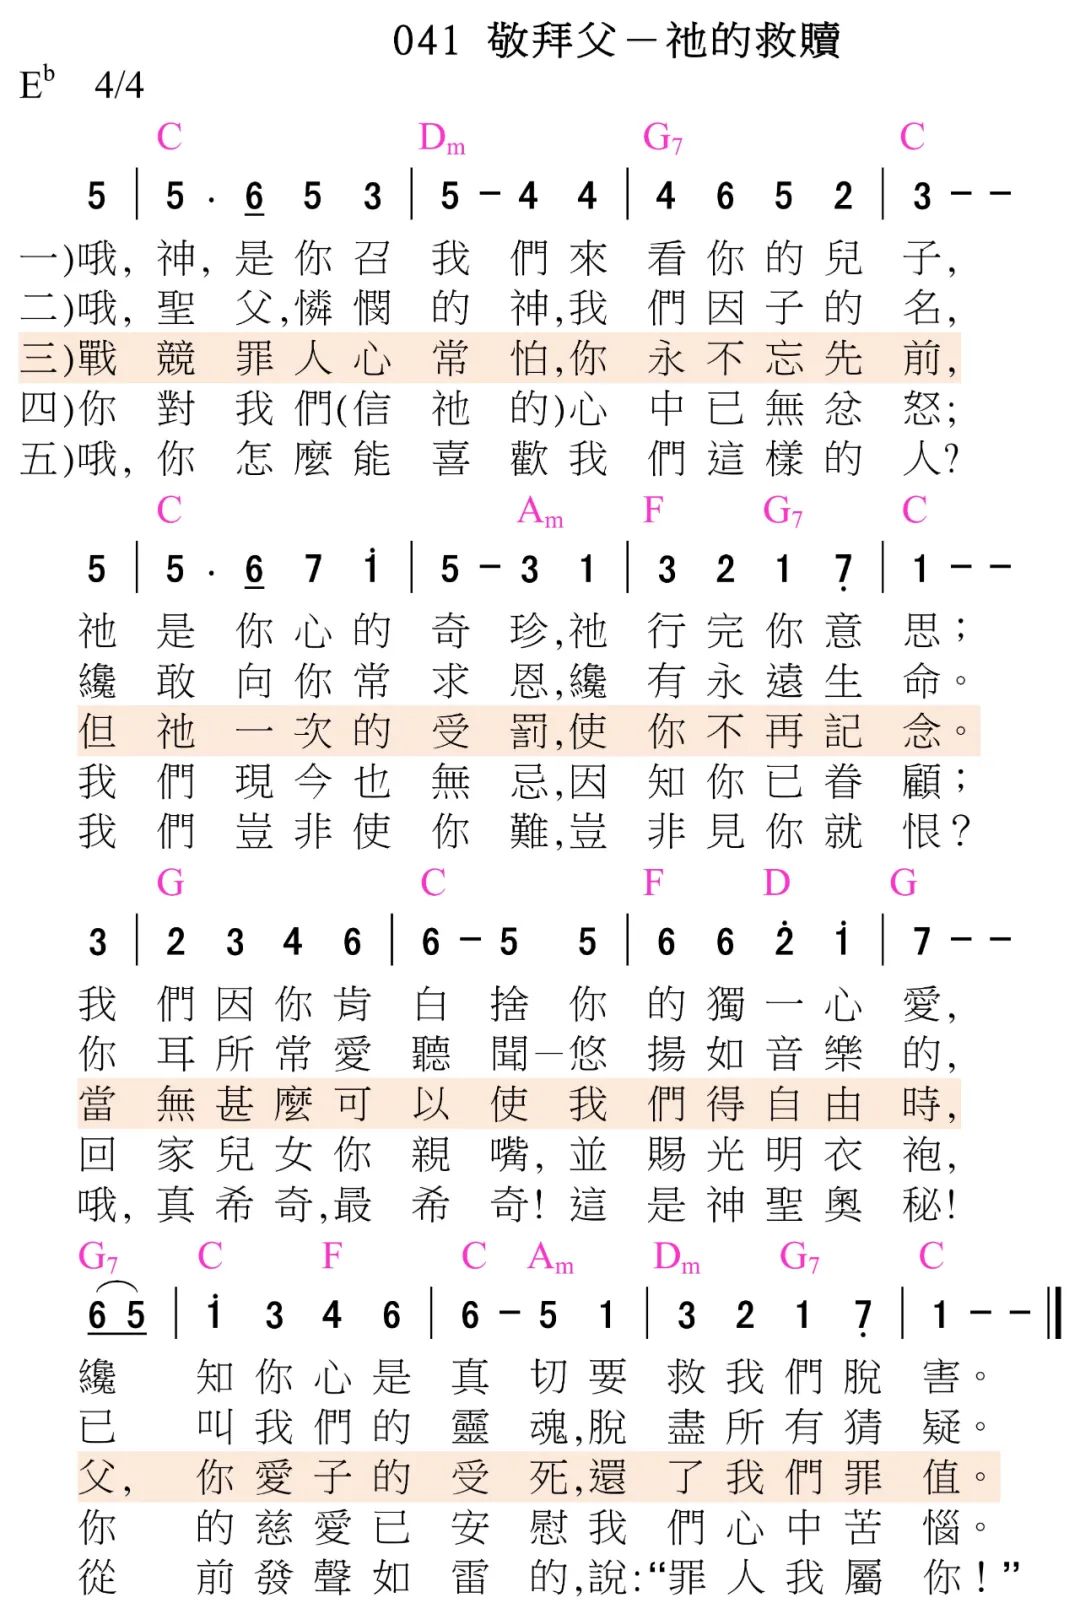 041 敬拜父－祂的救贖
E♭ 4/4
C Dm G7 C
5 | 5 · 6 5 3 | 5 – 4 4 | 4 6 5 2 | 3 – –
一)哦, 神, 是你召我們來看你的兒子,
二)哦, 聖父,憐憫的神,我們因子的名,
三)戰競罪人心常怕,你永不忘先前,
四)你對我們(信祂的)心中已無忿怒;
五)哦, 你怎麼能喜歡我們這樣的人?
C Am F G7 C
5 | 5 · 6 7 1̇ | 5 – 3 1 | 3 2 1 7̣ | 1 – –
祂是你心的奇珍,祂行完你意思;
纔敢向你常求恩,纔有永遠生命。
但祂一次的受罰,使你不再記念。
我們現今也無忌,因知你已眷顧;
我們豈非使你難,豈非見你就恨?
G C F D G
3 | 2 3 4 6 | 6 – 5 5 | 6 6 2̇ 1̇ | 7 – –
我們因你肯白捨你的獨一心愛,
你耳所常愛聽聞－悠揚如音樂的,
當無甚麼可以使我們得自由時,
回家兒女你親嘴, 並賜光明衣袍,
哦, 真希奇,最希奇! 這是神聖奧秘!
G7 C F C Am Dm G7 C
6 5 | 1̇ 3 4 6 | 6 – 5 1 | 3 2 1 7̣ | 1 – – ‖
纔知你心是真切要救我們脫害。
已叫我們的靈魂,脫盡所有猜疑。
父, 你愛子的受死,還了我們罪值。
你的慈愛已安慰我們心中苦惱。
從前發聲如雷的,說:“罪人我屬你!”